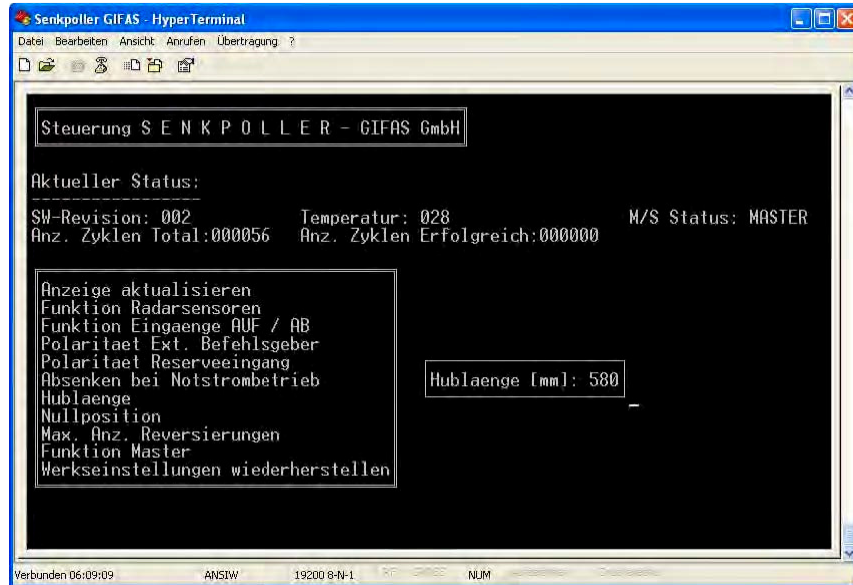 Senkpoller GIFAS - HyperTerminal
Datei Bearbeiten Ansicht Anrufen Übertragung ?
Steuerung S E N K P O L L E R - GIFAS GmbH
Aktueller Status:
SW-Revision: 002 Temperatur: 028 M/S Status: MASTER
Anz. Zyklen Total:000056 Anz. Zyklen Erfolgreich:000000
Anzeige aktualisieren
Funktion Radarsensoren
Funktion Eingaenge AUF / AB
Polaritaet Ext. Befehlsgeber
Polaritaet Reserveeingang
Absenken bei Notstrombetrieb
Hublaenge
Nullposition
Max. Anz. Reversierungen
Funktion Master
Werkseinstellungen wiederherstellen
Hublaenge [mm]: 580
Verbunden 06:09:09 ANSIW 19200 8-N-1 NUM